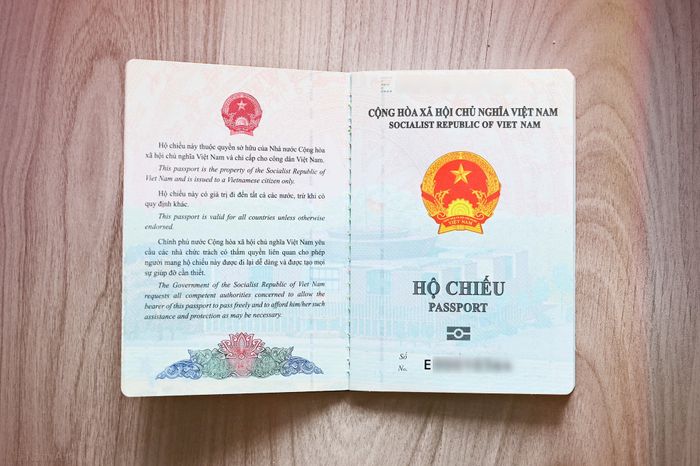 Hộ chiếu này thuộc quyền sở hữu của Nhà nước Cộng hòa
xã hội chủ nghĩa Việt Nam và chỉ cấp cho công dân Việt Nam.
This passport is the property of the Socialist Republic of
Viet Nam and is issued to a Vietnamese citizen only.
Hộ chiếu này có giá trị đi đến tất cả các nước, trừ khi có
quy định khác.
This passport is valid for all countries unless otherwise
endorsed.
Chính phủ nước Cộng hòa xã hội chủ nghĩa Việt Nam yêu
cầu các nhà chức trách có thẩm quyền liên quan cho phép
người mang hộ chiếu này được đi lại dễ dàng và được tạo mọi
sự giúp đỡ cần thiết.
The Government of the Socialist Republic of Viet Nam
requests all competent authorities concerned to allow the
bearer of this passport to pass freely and to afford him/her such
assistance and protection as may be necessary.
CỘNG HÒA XÃ HỘI CHỦ NGHĨA VIỆT NAM
SOCIALIST REPUBLIC OF VIET NAM
HỘ CHIẾU
PASSPORT
Số
No.
E